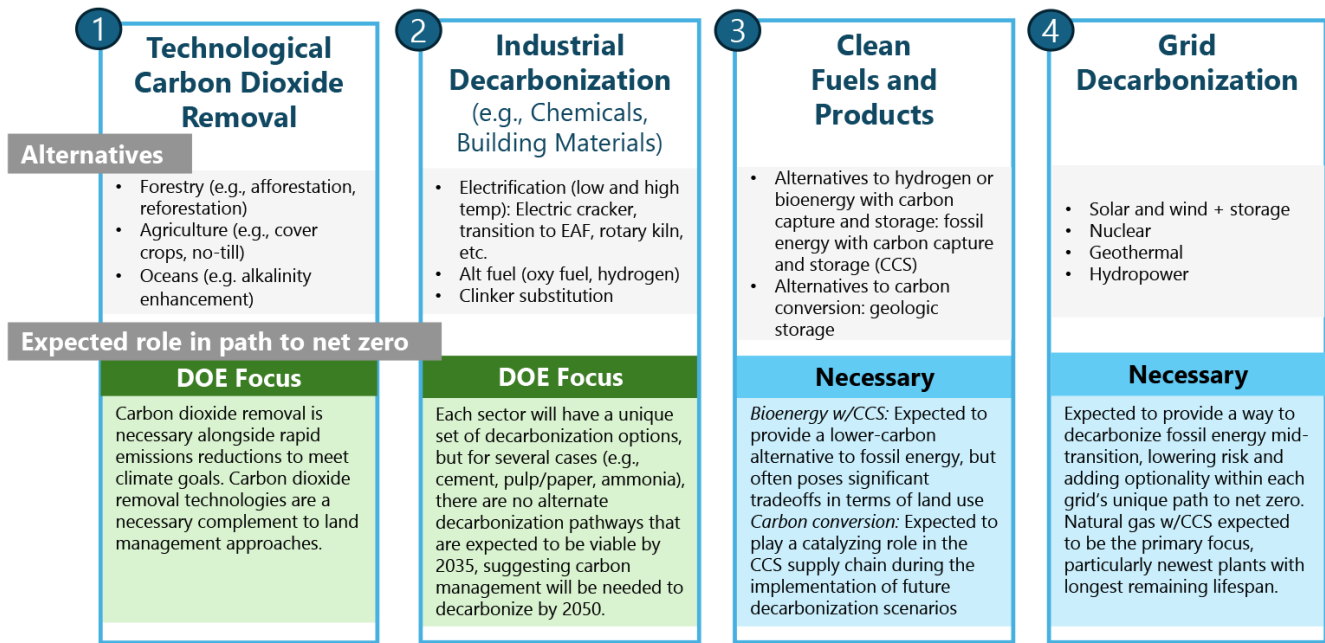 1
Technological
Carbon Dioxide
Removal
2
Industrial
Decarbonization
(e.g., Chemicals,
Building Materials)
3
Clean
Fuels and
Products
4
Grid
Decarbonization
Alternatives
• Forestry (e.g., afforestation,
reforestation)
• Agriculture (e.g., cover
crops, no-till)
• Oceans (e.g. alkalinity
enhancement)
• Electrification (low and high
temp): Electric cracker,
transition to EAF, rotary kiln,
etc.
• Alt fuel (oxy fuel, hydrogen)
• Clinker substitution
• Alternatives to hydrogen or
bioenergy with carbon
capture and storage: fossil
energy with carbon capture
and storage (CCS)
• Alternatives to carbon
conversion: geologic
storage
• Solar and wind + storage
• Nuclear
• Geothermal
• Hydropower
Expected role in path to net zero
DOE Focus
Carbon dioxide removal is
necessary alongside rapid
emissions reductions to meet
climate goals. Carbon dioxide
removal technologies are a
necessary complement to land
management approaches.
DOE Focus
Each sector will have a unique
set of decarbonization options,
but for several cases (e.g.,
cement, pulp/paper, ammonia),
there are no alternate
decarbonization pathways that
are expected to be viable by
2035, suggesting carbon
management will be needed to
decarbonize by 2050.
Necessary
Bioenergy w/CCS: Expected to
provide a lower-carbon
alternative to fossil energy, but
often poses significant
tradeoffs in terms of land use
Carbon conversion: Expected to
play a catalyzing role in the
CCS supply chain during the
implementation of future
decarbonization scenarios
Necessary
Expected to provide a way to
decarbonize fossil energy mid-
transition, lowering risk and
adding optionality within each
grid's unique path to net zero.
Natural gas w/CCS expected
to be the primary focus,
particularly newest plants with
longest remaining lifespan.